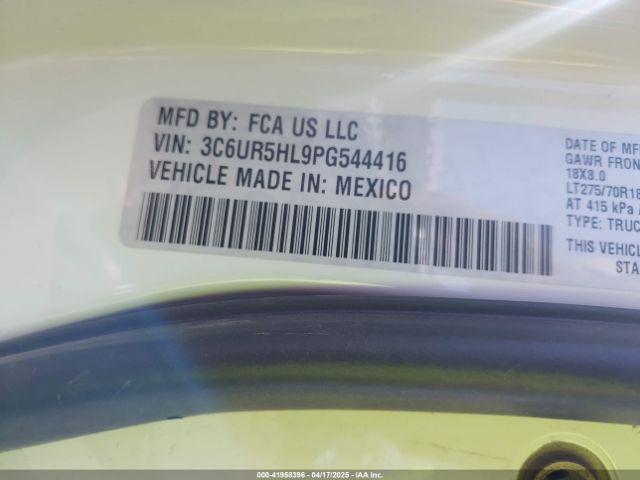 MFD BY: FCA US LLC
VIN: 3C6UR5HL9PG544416
VEHICLE MADE IN: MEXICO
DATE OF MF
GAWR FRON
18X8.0
LT275/70R18
AT 415 kPa
TYPE: TRUC
THIS VEHICL
STA
00-41958396 - 04/17/2025 - IAA Inc.